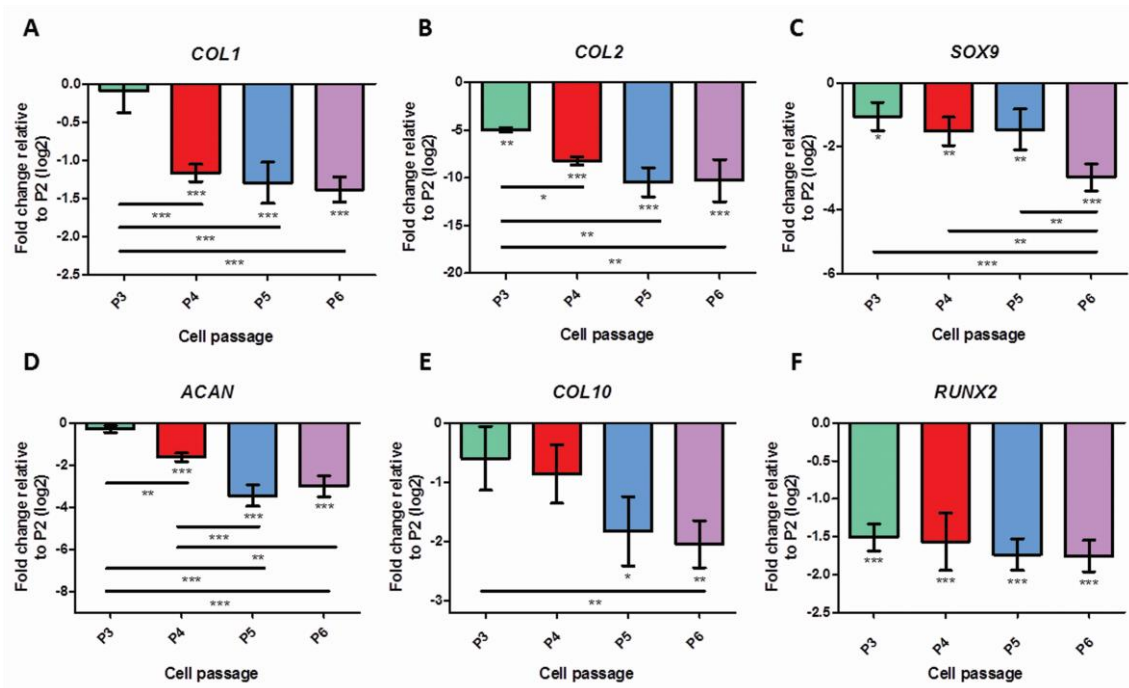 A
COL1
Fold change relative
to P2 (log2)
0.0
-0.5
-1.0
-1.5
-2.0
-2.5
***
***
***
***
***
***
P3
P4
P5
P6
Cell passage
B
COL2
Fold change relative
to P2 (log2)
0
-5
-10
-15
-20
**
***
***
***
*
**
**
P3
P4
P5
P6
Cell passage
C
SOX9
Fold change relative
to P2 (log2)
0
-2
-4
-6
*
**
**
***
**
**
***
P3
P4
P5
P6
Cell passage
D
ACAN
Fold change relative
to P2 (log2)
0
-2
-4
-6
-8
***
***
***
**
***
**
***
***
P3
P4
P5
P6
Cell passage
E
COL10
Fold change relative
to P2 (log2)
0
-1
-2
-3
*
**
**
P3
P4
P5
P6
Cell passage
F
RUNX2
Fold change relative
to P2 (log2)
0.0
-0.5
-1.0
-1.5
-2.0
-2.5
***
***
***
***
P3
P4
P5
P6
Cell passage